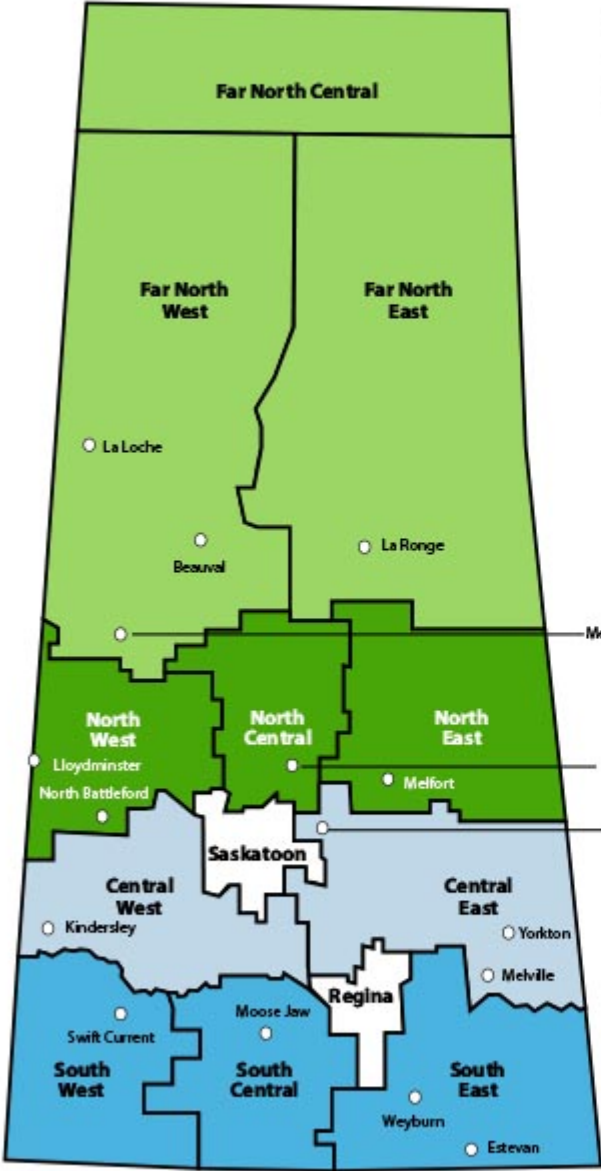 Far North Central
Far North
West
Far North
East
La Loche
Beauval
La Ronge
North
West
North
Central
North
East
Lloydminster
North Battleford
Melfort
Saskatoon
Central
West
Central
East
Kindersley
Yorkton
Melville
Regina
Moose Jaw
Swift Current
South
West
South
Central
South
East
Weyburn
Estevan